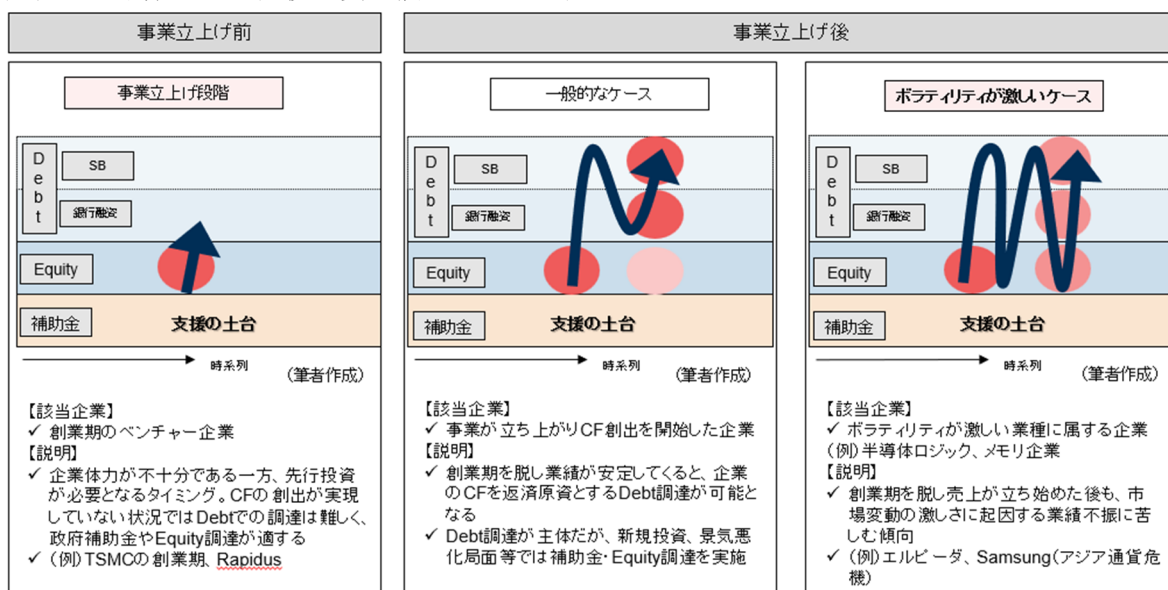 事業立上げ前
事業立上げ後
事業立上げ段階
Debt
SB
銀行融資
Equity
補助金
支援の土台
時系列
(筆者作成)
【該当企業】
✓ 創業期のベンチャー企業
【説明】
✓ 企業体力が不十分である一方、先行投資
が必要となるタイミング。CFの創出が実現
していない状況ではDebtでの調達は難しく、
政府補助金やEquity調達が適する
✓ (例)TSMCの創業期、Rapidus
一般的なケース
Debt
SB
銀行融資
Equity
補助金
支援の土台
時系列
(筆者作成)
【該当企業】
✓ 事業が立ち上がりCF創出を開始した企業
【説明】
✓ 創業期を脱し業績が安定してくると、企業
のCFを返済原資とするDebt調達が可能と
なる
✓ Debt調達が主体だが、新規投資、景気悪
化局面等では補助金・Equity調達を実施
ボラティリティが激しいケース
Debt
SB
銀行融資
Equity
補助金
支援の土台
時系列
(筆者作成)
【該当企業】
✓ ボラティリティが激しい業種に属する企業
(例)半導体ロジック、メモリ企業
【説明】
✓ 創業期を脱し売上が立ち始めた後も、市
場変動の激しさに起因する業績不振に苦
しむ傾向
✓ (例)エルピーダ、Samsung(アジア通貨危
機)